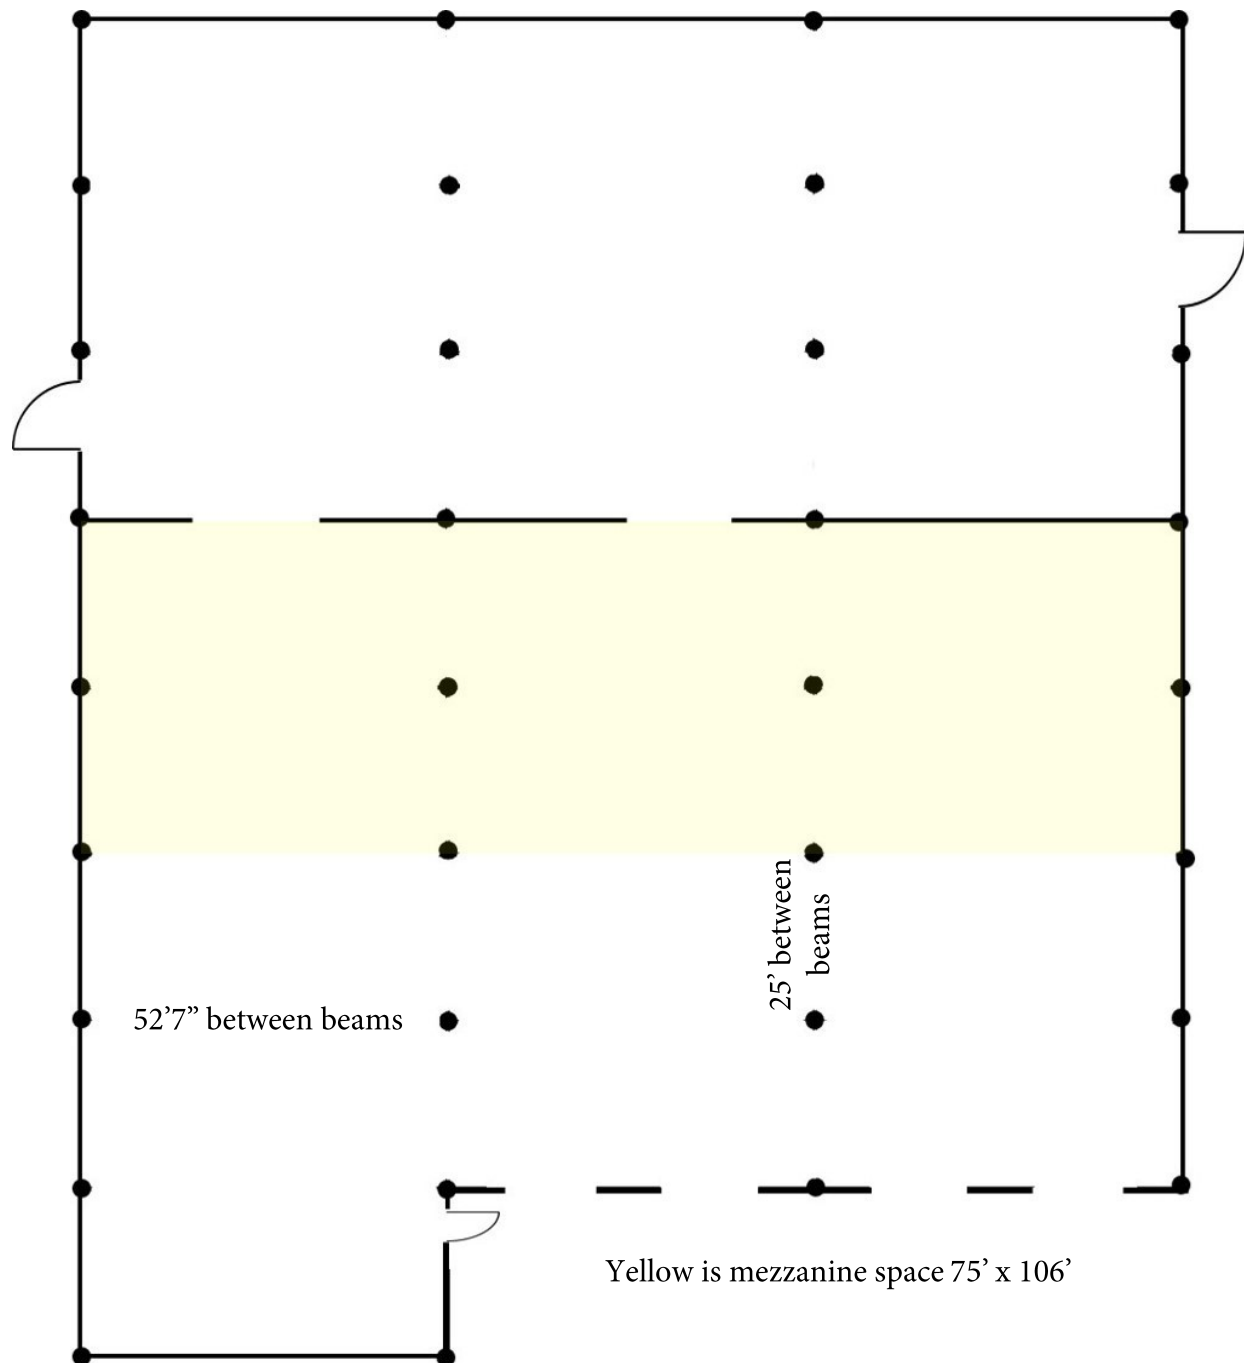 25’ between
beams
52’7” between beams
Yellow is mezzanine space 75’ x 106’